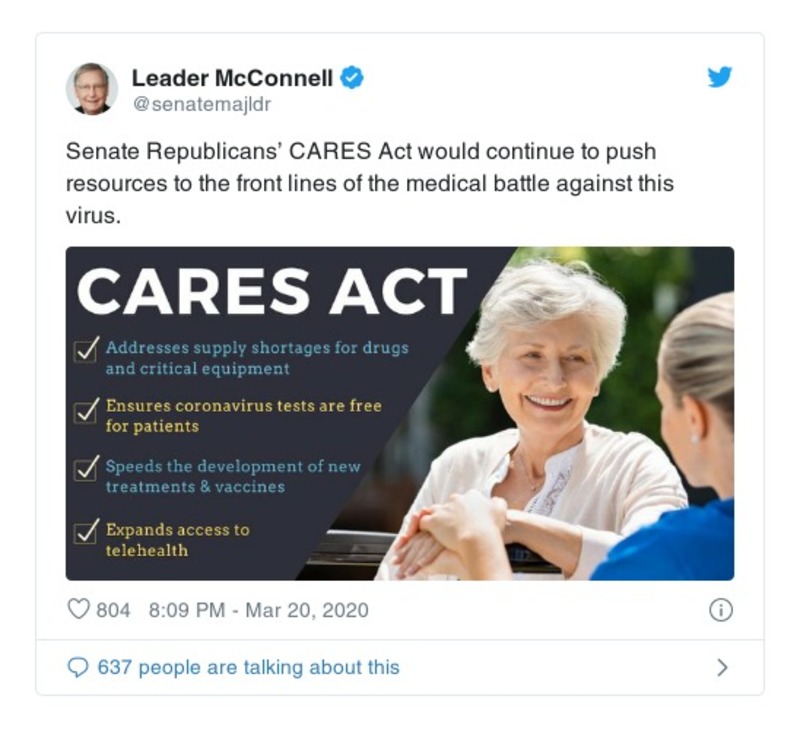 Leader McConnell
@senatemajldr
Senate Republicans’ CARES Act would continue to push
resources to the front lines of the medical battle against this
virus.
CARES ACT
Addresses supply shortages for drugs
and critical equipment
Ensures coronavirus tests are free
for patients
Speeds the development of new
treatments & vaccines
Expands access to
telehealth
804 8:09 PM - Mar 20, 2020
637 people are talking about this